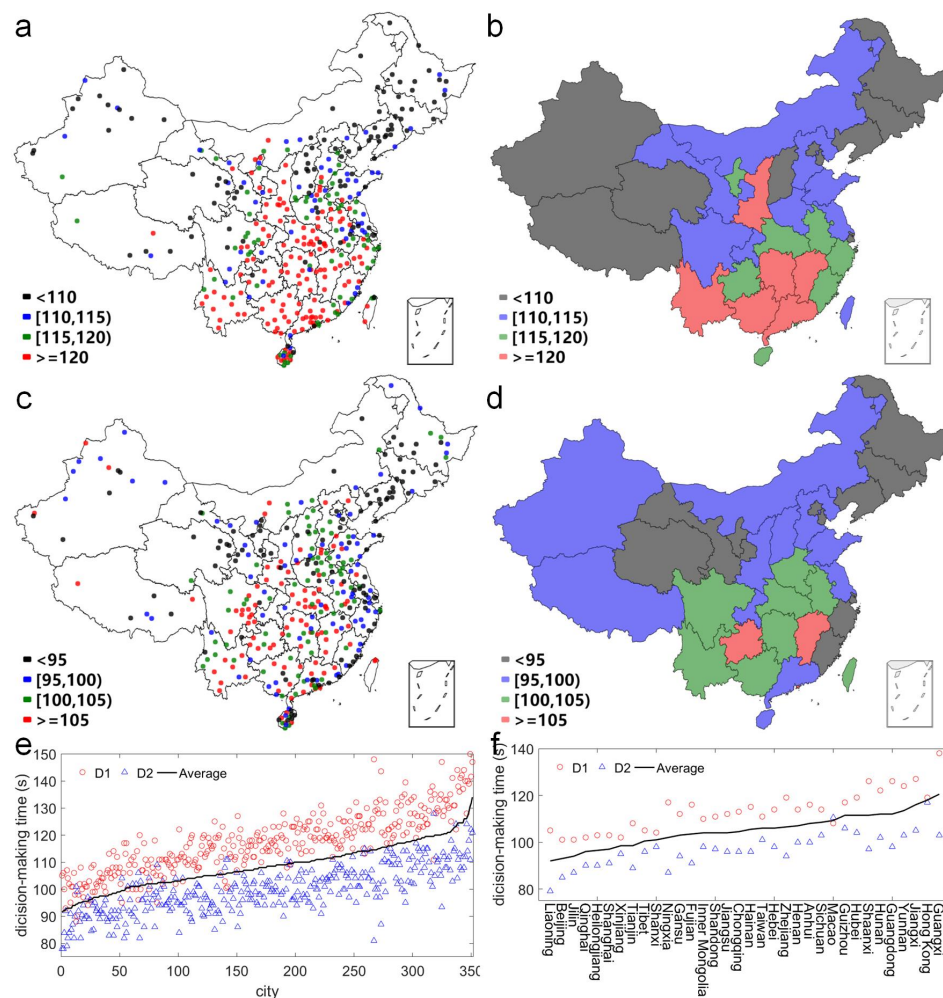 a
b
<110
[110,115)
[115,120)
>=120
<110
[110,115)
[115,120)
>=120
c
d
<95
[95,100)
[100,105)
>=105
<95
[95,100)
[100,105)
>=105
e
f
150
140
130
120
110
100
90
80
D1 D2 Average
dicision-making time (s)
0 50 100 150 200 250 300 350
city
140
120
100
80
D1 D2 Average
dicision-making time (s)
Liaoning
Beijing
Jilin
Qinghai
Heilongjiang
Shanghai
Xinjiang
Tianjin
Tibet
Shanxi
Ningxia
Gansu
Fujian
Inner Mongolia
Shandong
Jiangsu
Chongqing
Hainan
Taiwan
Hebei
Zhejiang
Henan
Anhui
Sichuan
Macao
Guizhou
Hubei
Shaanxi
Hunan
Guangdong
Yunnan
Jiangxi
Hong Kong
Guangxi